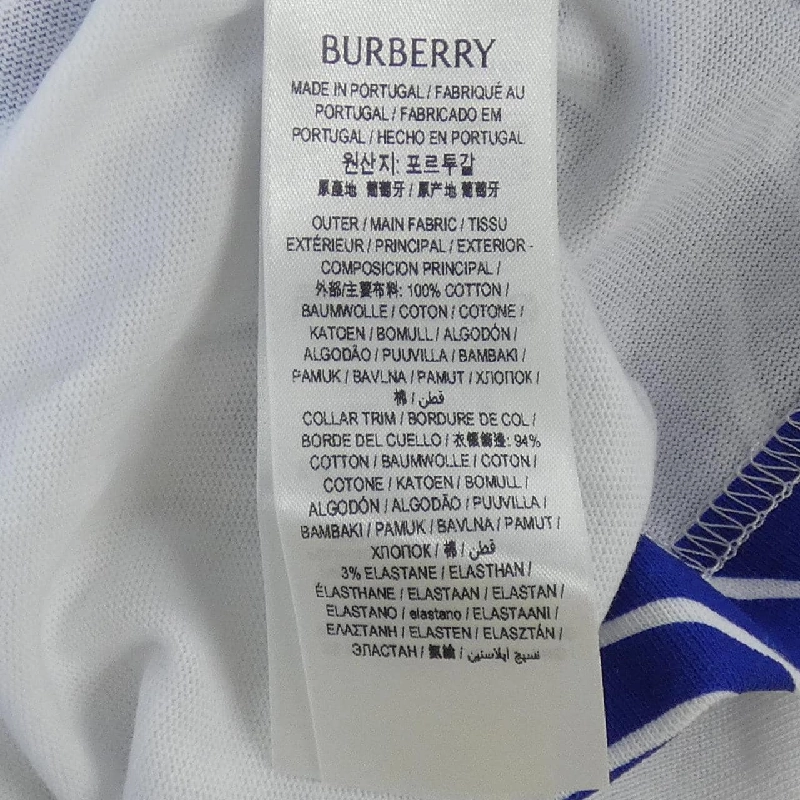 BURBERRY
MADE IN PORTUGAL / FABRIQUÉ AU
PORTUGAL / FABRICADO EM
PORTUGAL / HECHO EN PORTUGAL
원산지: 포르투갈
原產地 葡萄牙 / 原产地 葡萄牙
OUTER / MAIN FABRIC / TISSU
EXTÉRIEUR / PRINCIPAL / EXTERIOR -
COMPOSICION PRINCIPAL /
外部/主要布料: 100% COTTON /
BAUMWOLLE / COTON / COTONE /
KATOEN / BOMULL / ALGODÓN /
ALGODÃO / PUUVILLA / BAMBAKI /
PAMUK / BAVLNA / PAMUT / ХЛОПОК /
棉 / قطن
COLLAR TRIM / BORDURE DE COL /
BORDE DEL CUELLO / 衣領飾邊: 94%
COTTON / BAUMWOLLE / COTON /
COTONE / KATOEN / BOMULL /
ALGODÓN / ALGODÃO / PUUVILLA /
BAMBAKI / PAMUK / BAVLNA / PAMUT /
ХЛОПОК / 棉 / قطن
3% ELASTANE / ELASTHAN /
ÉLASTHANE / ELASTAAN / ELASTAN /
ELASTANO / elastano / ELASTAANI /
ΕΛΑΣΤΑΝΗ / ELASTEN / ELASZTÁN /
ЭЛАСТАН / 氨綸 / نسيج ايلاستين